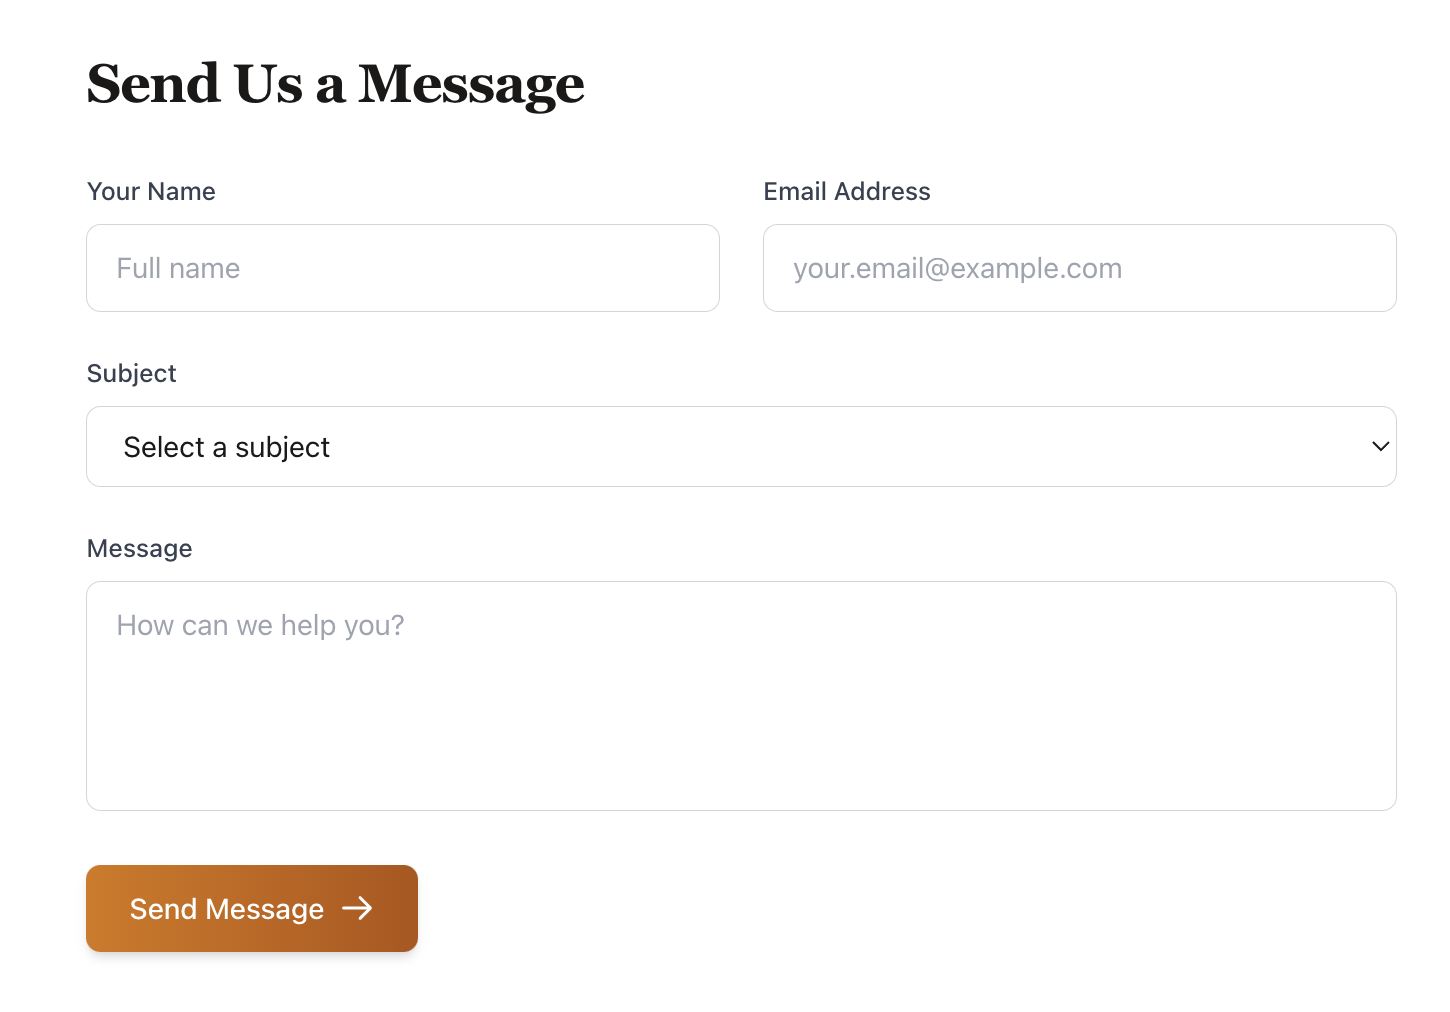 Send Us a Message
Your Name
Email Address
Full name
your.email@example.com
Subject
Select a subject
Message
How can we help you?
Send Message